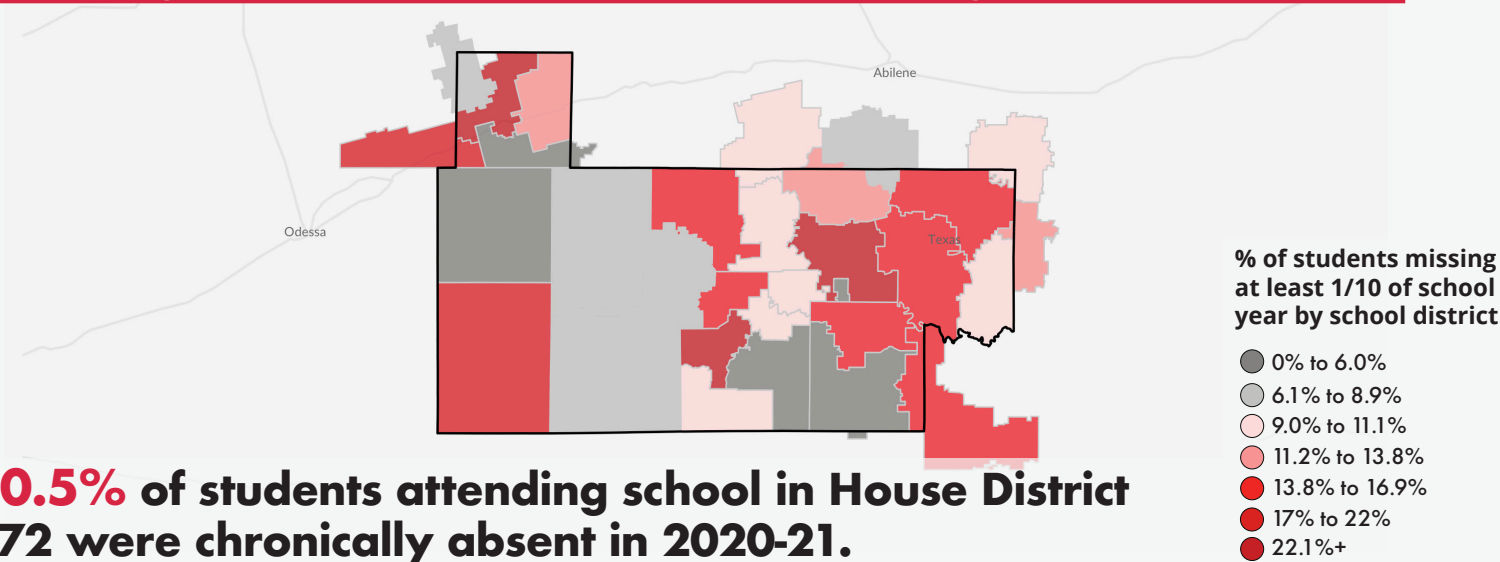 Abilene
Odessa
Texas
% of students missing
at least 1/10 of school
year by school district
0% to 6.0%
6.1% to 8.9%
9.0% to 11.1%
11.2% to 13.8%
13.8% to 16.9%
17% to 22%
22.1%+
0.5% of students attending school in House District
72 were chronically absent in 2020-21.